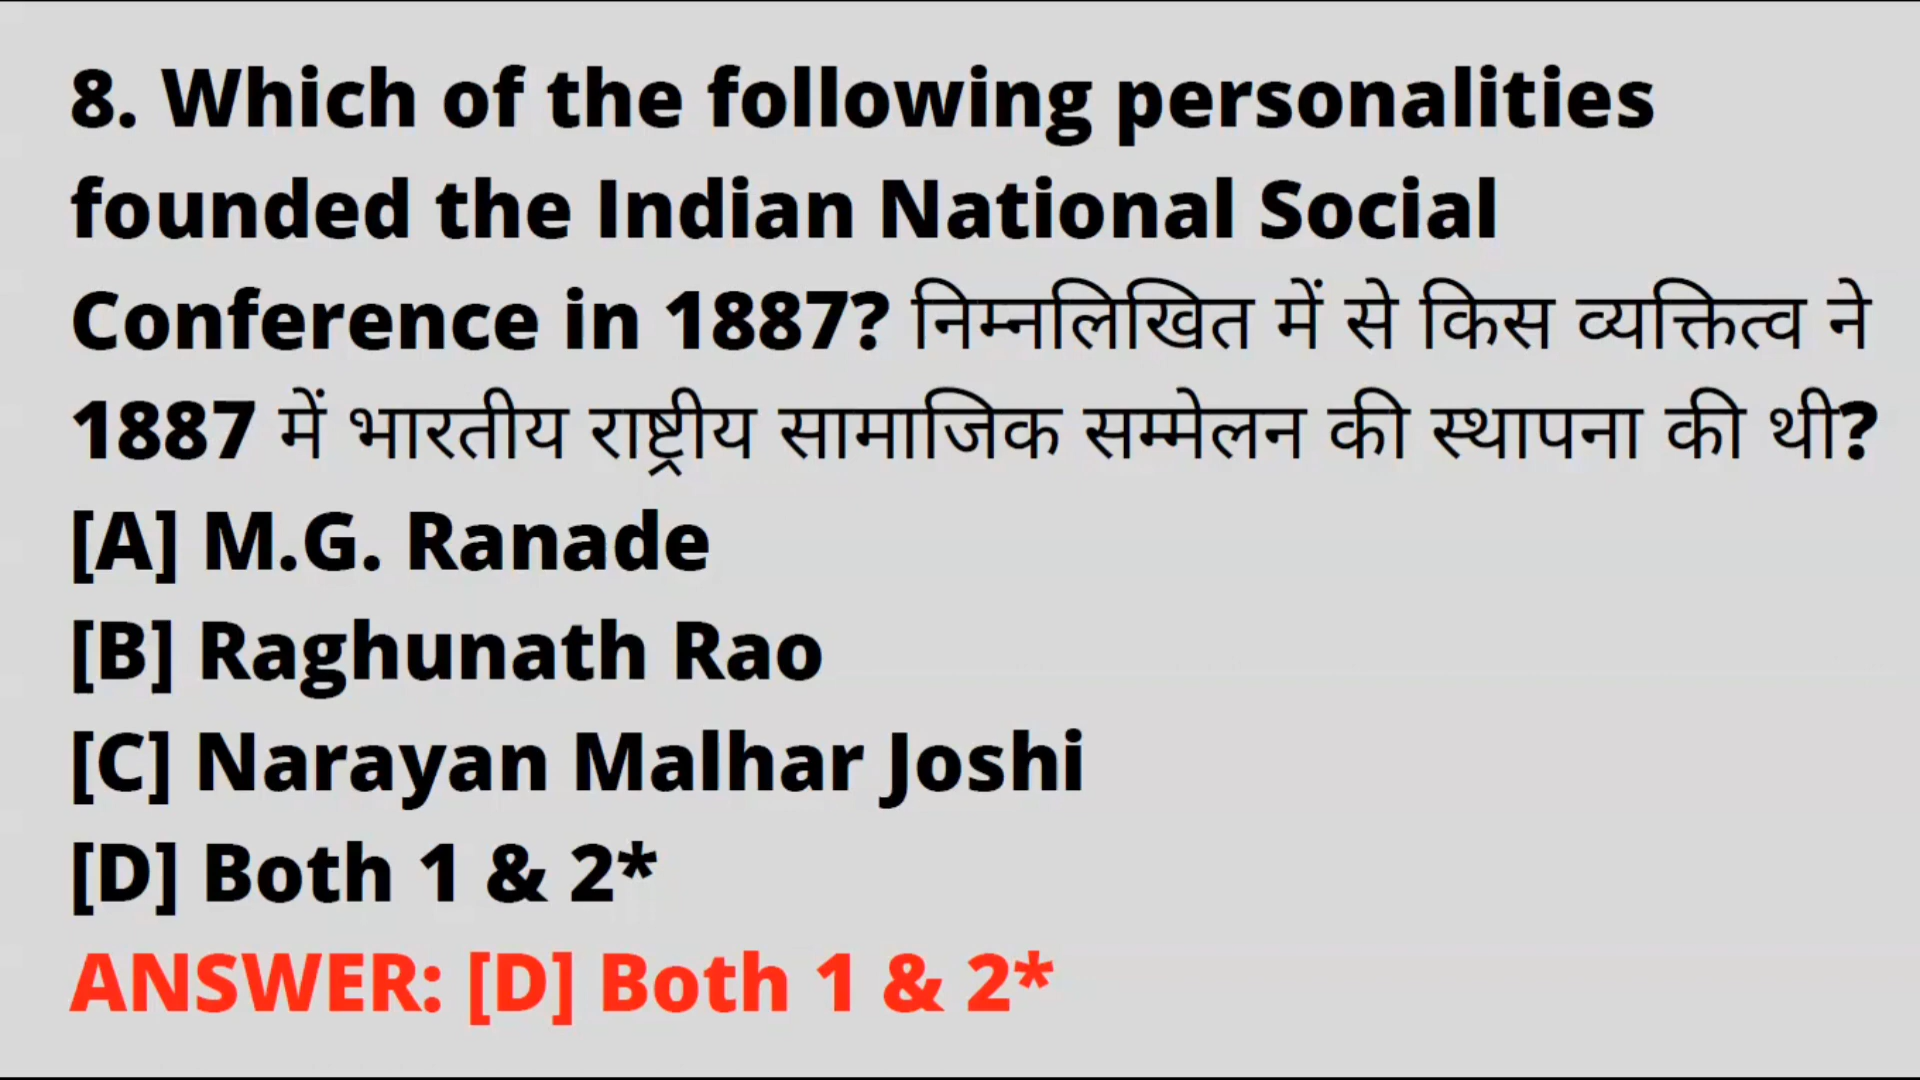 8. Which of the following personalities
founded the Indian National Social
Conference in 1887? निम्नलिखित में से किस व्यक्तित्व ने
1887 में भारतीय राष्ट्रीय सामाजिक सम्मेलन की स्थापना की थी?
[A] M.G. Ranade
[B] Raghunath Rao
[C] Narayan Malhar Joshi
[D] Both 1 & 2*
ANSWER: [D] Both 1 & 2*